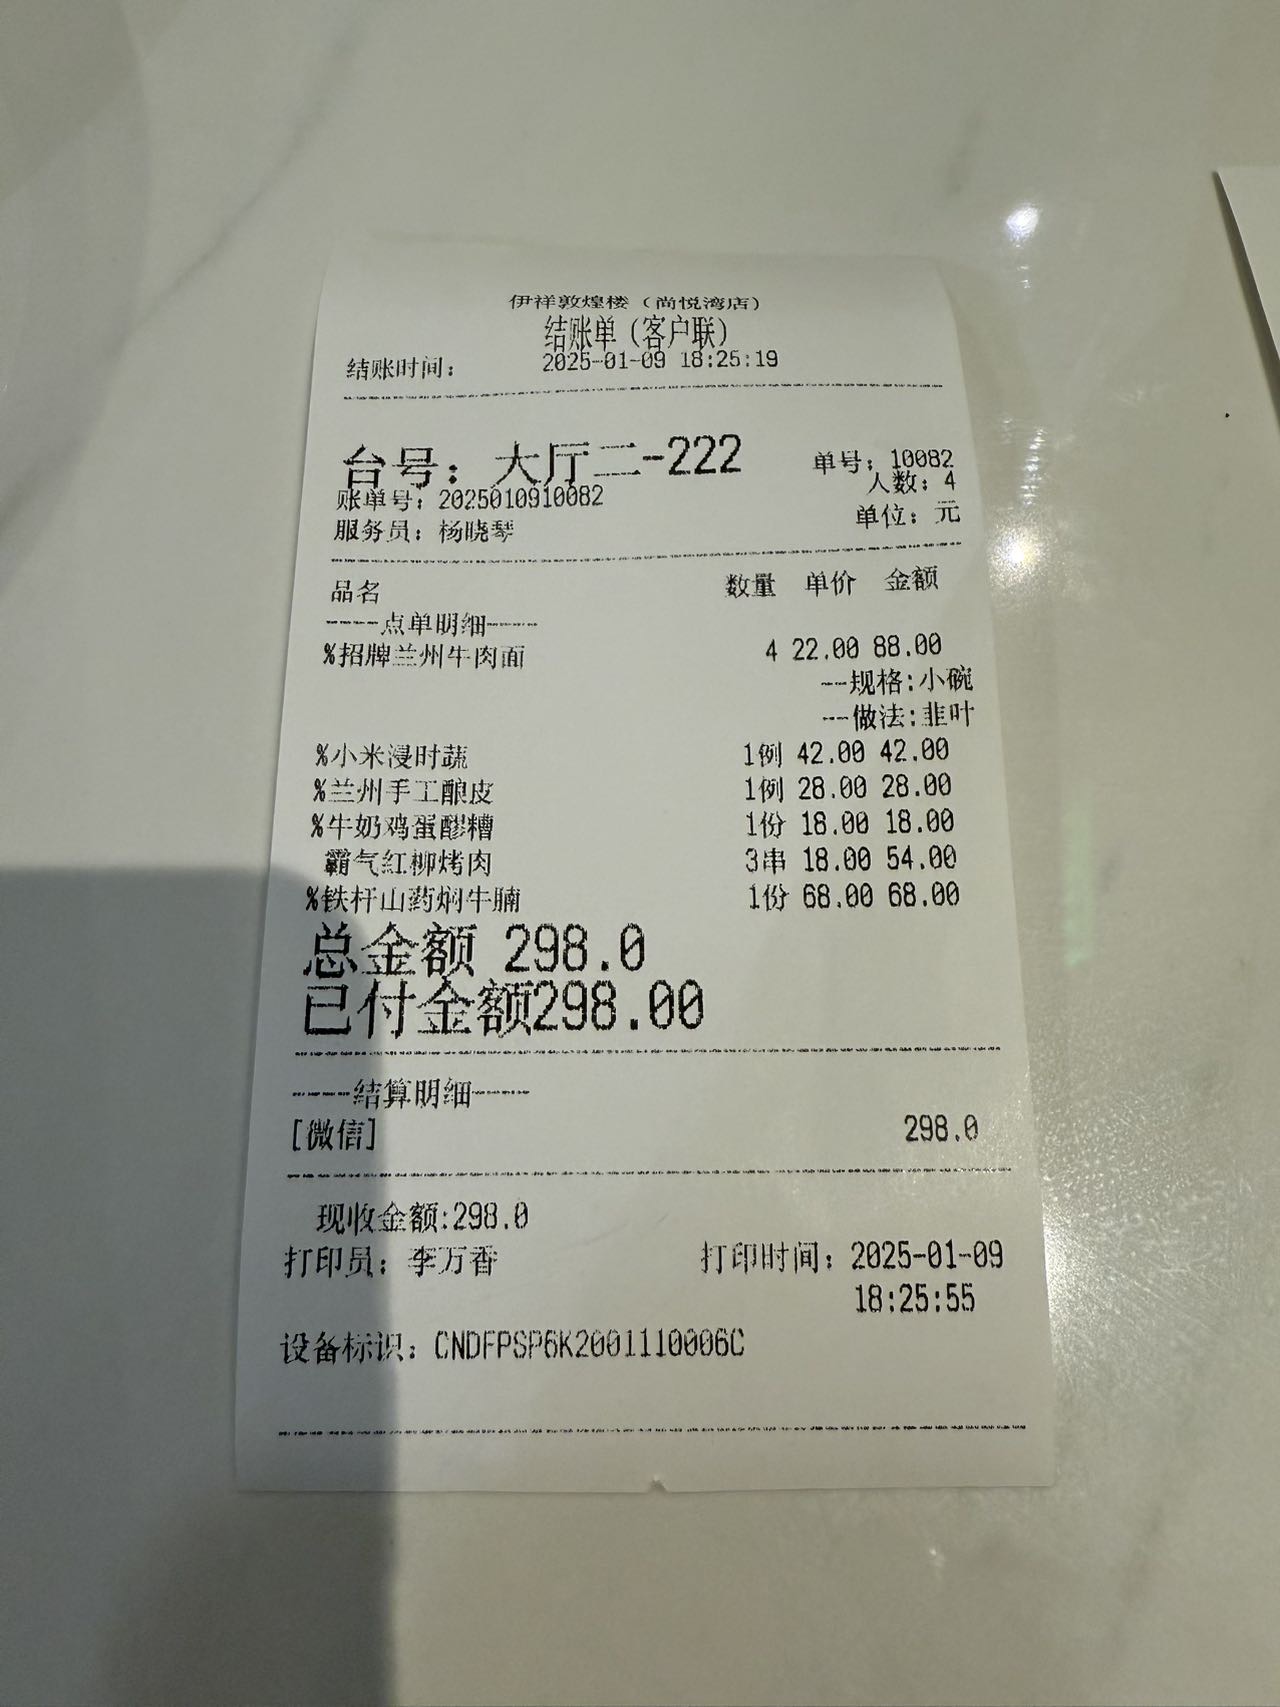 伊祥敦煌楼（尚悦湾店）
结账单（客户联）
结账时间： 2025-01-09 18:25:19
台号：大厅二-222 单号：10082
人数：4
账单号：2025010910082
服务员：杨晓琴 单位：元
品名 数量 单价 金额
----点单明细----
%招牌兰州牛肉面 4 22.00 88.00
--规格:小碗
--做法:韭叶
%小米浸时蔬 1例 42.00 42.00
%兰州手工酿皮 1例 28.00 28.00
%牛奶鸡蛋醪糟 1份 18.00 18.00
霸气红柳烤肉 3串 18.00 54.00
%铁杆山药焖牛腩 1份 68.00 68.00
总金额 298.0
已付金额298.00
----结算明细----
[微信] 298.0
现收金额:298.0
打印员：李万香 打印时间：2025-01-09
18:25:55
设备标识：CNDFPSP6K2001110006C